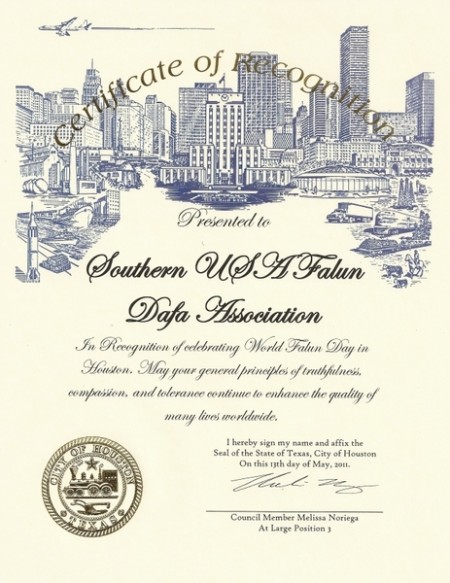 Certificate of Recognition
Presented to
Southern USA Falun
Dafa Association
In Recognition of celebrating World Falun Day in
Houston. May your general principles of truthfulness,
compassion, and tolerance continue to enhance the quality of
many lives worldwide.
I hereby sign my name and affix the
Seal of the State of Texas, City of Houston
On this 13th day of May, 2011.
Council Member Melissa Noriega
At Large Position 3
CITY OF HOUSTON
TEXAS